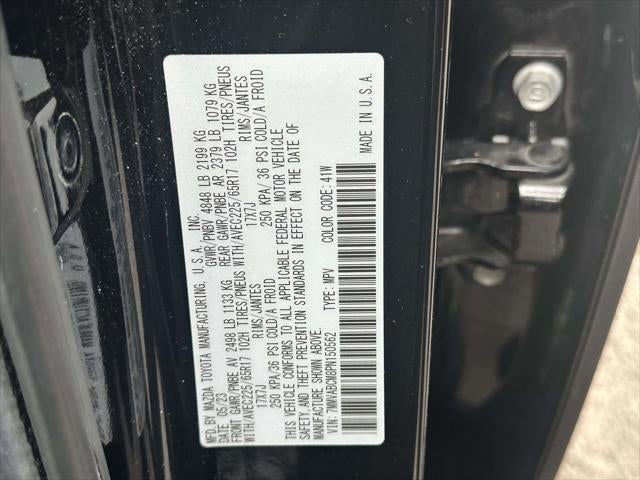 MFD. BY MAZDA TOYOTA MANUFACTURING, U.S.A., INC.
DATE 05/23 GVWR/PNBV 4848 LB 2199 KG
FRONT GAWR/PNBE AV 2498 LB 1133 KG REAR GAWR/PNBE AR 2379 LB 1079 KG
WITH/AVEC225/65R17 102H TIRES/PNEUS WITH/AVEC225/65R17 102H TIRES/PNEUS
17X7J RIMS/JANTES 17X7J RIMS/JANTES
250 KPA/36 PSI COLD/A FROID 250 KPA/36 PSI COLD/A FROID
THIS VEHICLE CONFORMS TO ALL APPLICABLE FEDERAL MOTOR VEHICLE
SAFETY, AND THEFT PREVENTION STANDARDS IN EFFECT ON THE DATE OF
MANUFACTURE SHOWN ABOVE.
VIN: 7MMVABCM8PN150562 TYPE: MPV COLOR CODE: 41W
MADE IN U.S.A.